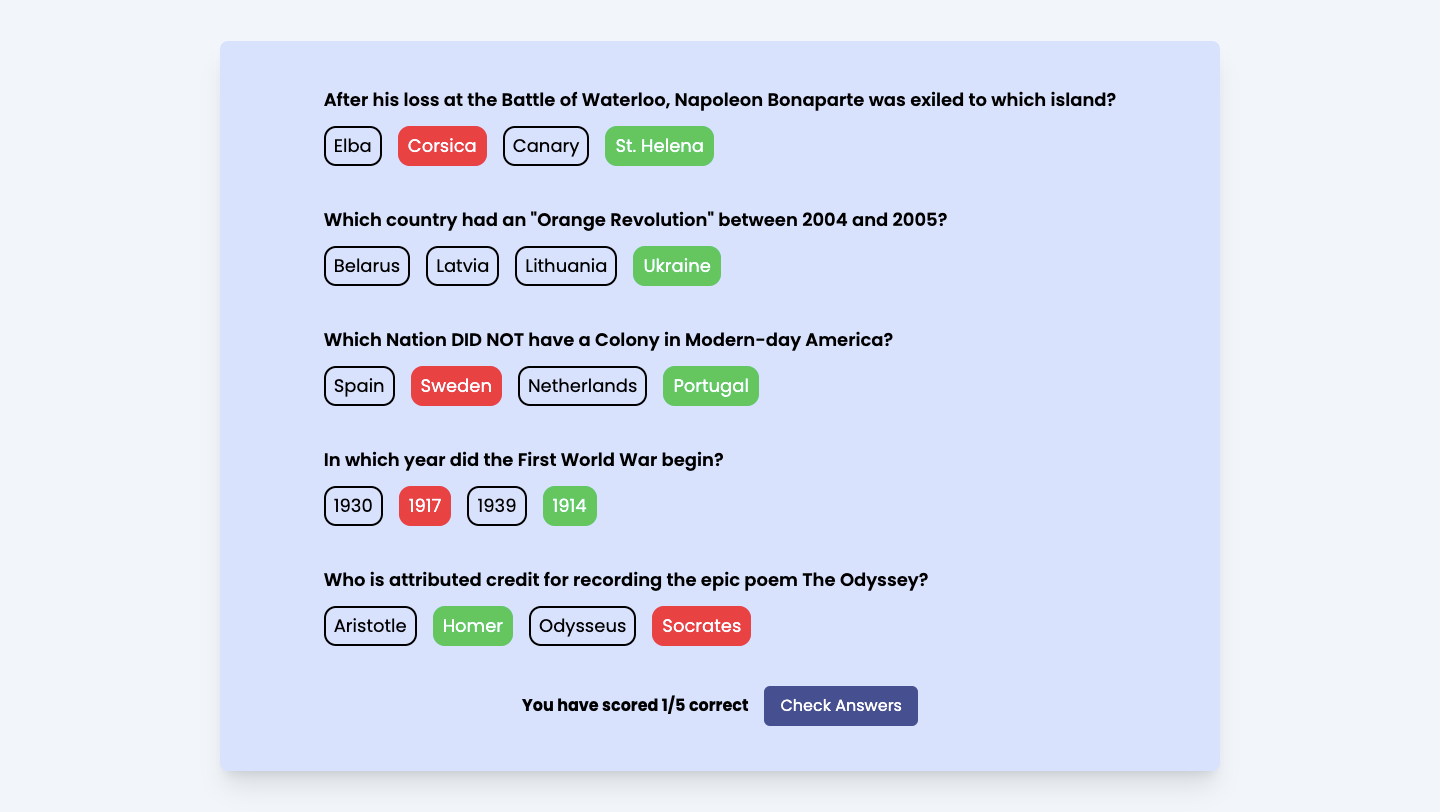 After his loss at the Battle of Waterloo, Napoleon Bonaparte was exiled to which island?
Elba Corsica Canary St. Helena
Which country had an "Orange Revolution" between 2004 and 2005?
Belarus Latvia Lithuania Ukraine
Which Nation DID NOT have a Colony in Modern-day America?
Spain Sweden Netherlands Portugal
In which year did the First World War begin?
1930 1917 1939 1914
Who is attributed credit for recording the epic poem The Odyssey?
Aristotle Homer Odysseus Socrates
You have scored 1/5 correct Check Answers